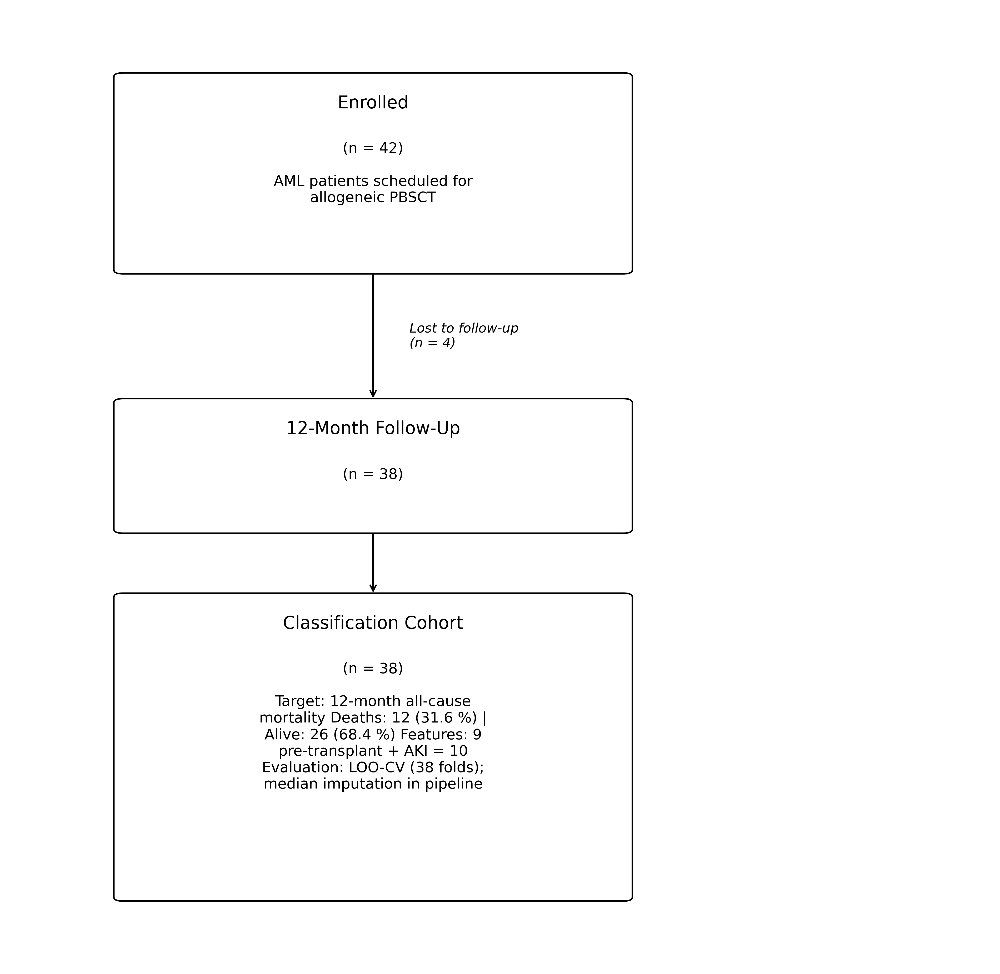 Enrolled
(n = 42)
AML patients scheduled for
allogeneic PBSCT
Lost to follow-up
(n = 4)
12-Month Follow-Up
(n = 38)
Classification Cohort
(n = 38)
Target: 12-month all-cause
mortality Deaths: 12 (31.6 %) |
Alive: 26 (68.4 %) Features: 9
pre-transplant + AKI = 10
Evaluation: LOO-CV (38 folds);
median imputation in pipeline